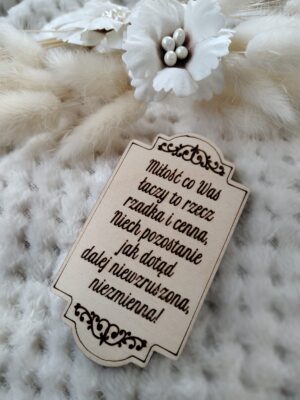 Miłość co Was
łączy to rzecz
rzadka i cenna,
Niech pozostanie
jak dotąd
dalej niewzruszona,
niezmienna!